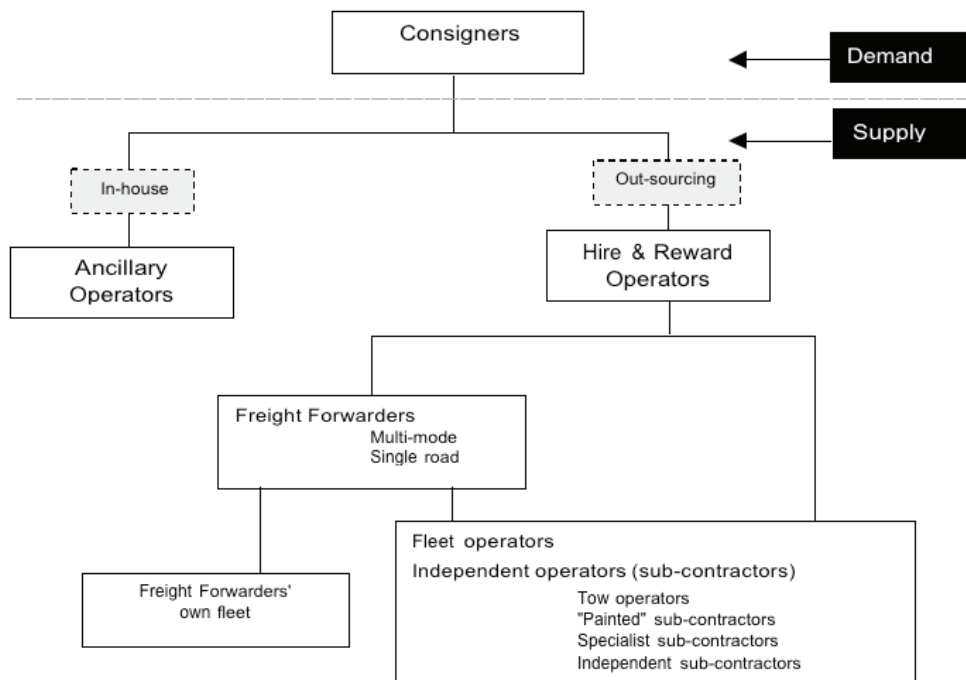 Consigners
Demand
Supply
In-house
Out-sourcing
Ancillary
Operators
Hire & Reward
Operators
Freight Forwarders
Multi-mode
Single road
Freight Forwarders'
own fleet
Fleet operators
Independent operators (sub-contractors)
Tow operators
"Painted" sub-contractors
Specialist sub-contractors
Independent sub-contractors